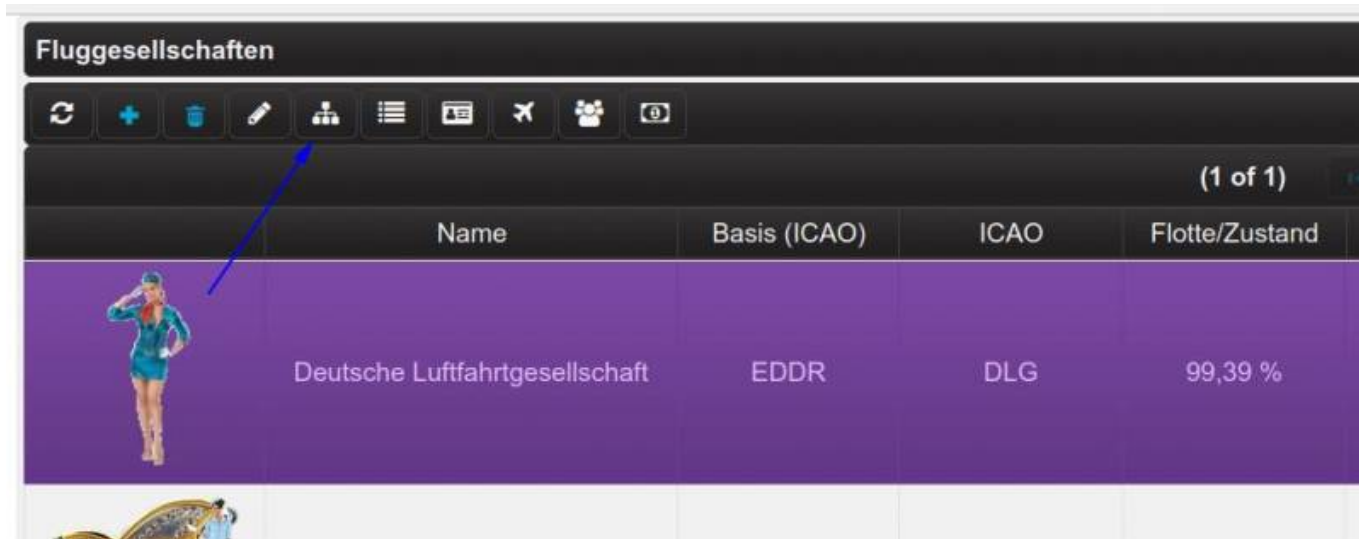 Fluggesellschaften
(1 of 1)
Name Basis (ICAO) ICAO Flotte/Zustand
Deutsche Luftfahrtgesellschaft EDDR DLG 99,39 %